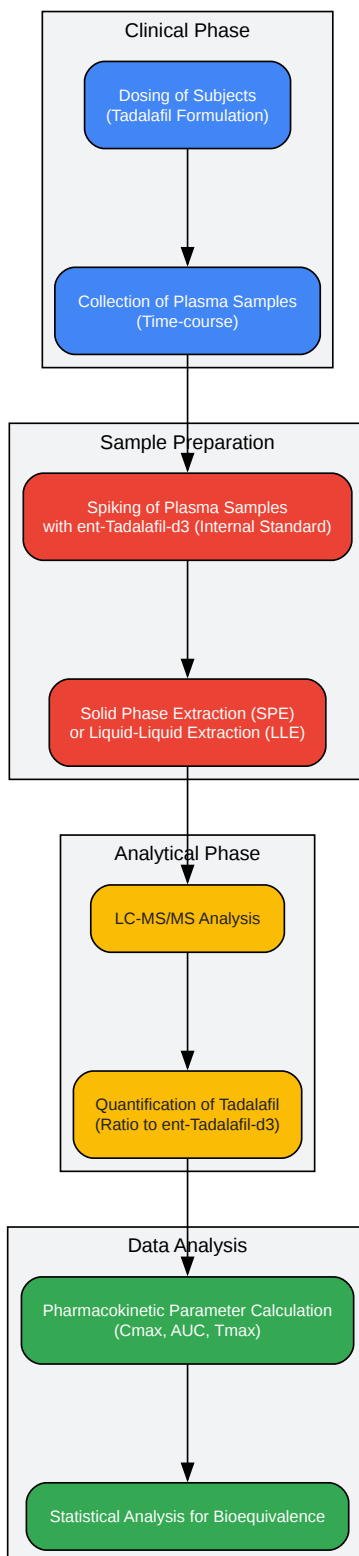 Clinical Phase
Dosing of Subjects
(Tadalafil Formulation)
Collection of Plasma Samples
(Time-course)
Sample Preparation
Spiking of Plasma Samples
with ent-Tadalafil-d3 (Internal Standard)
Solid Phase Extraction (SPE)
or Liquid-Liquid Extraction (LLE)
Analytical Phase
LC-MS/MS Analysis
Quantification of Tadalafil
(Ratio to ent-Tadalafil-d3)
Data Analysis
Pharmacokinetic Parameter Calculation
(Cmax, AUC, Tmax)
Statistical Analysis for Bioequivalence